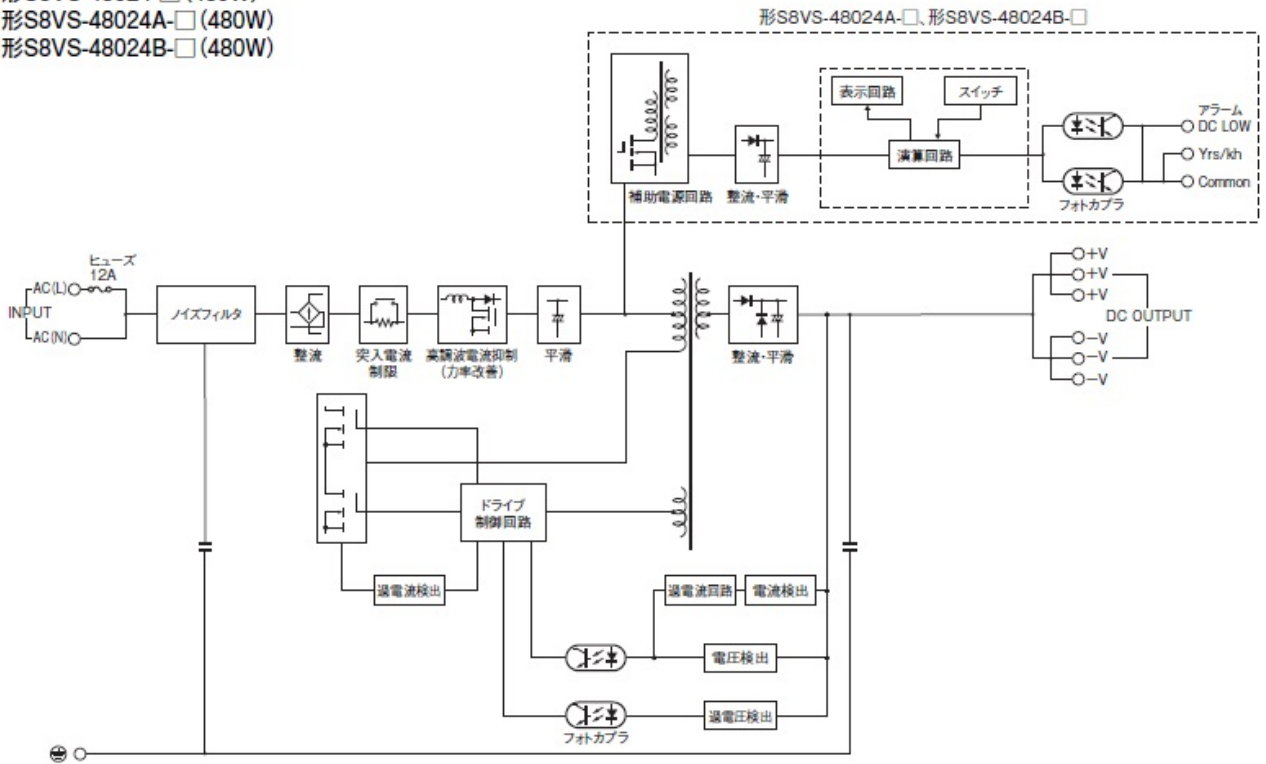 形S8VS-48024A-□(480W)
形S8VS-48024B-□(480W)
形S8VS-48024A-□、形S8VS-48024B-□
表示回路
スイッチ
演算回路
アラーム
DC LOW
Yrs/kh
Common
フォトカプラ
補助電源回路
整流・平滑
ヒューズ
12A
AC(L)
INPUT
AC(N)
ノイズフィルタ
整流
突入電流
制限
高調波電流抑制
(力率改善)
平滑
整流・平滑
+V
+V
+V
DC OUTPUT
-V
-V
-V
ドライブ
制御回路
過電流検出
過電流回路
電流検出
電圧検出
過電圧検出
フォトカプラ